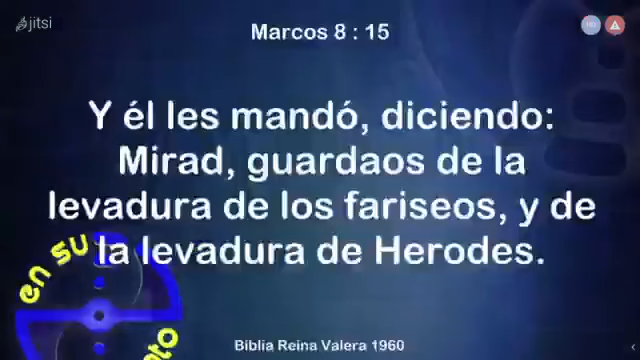 jitsi
Marcos 8 : 15
Y él les mandó, diciendo:
Mirad, guardaos de la
levadura de los fariseos, y de
la levadura de Herodes.
en su
Biblia Reina Valera 1960